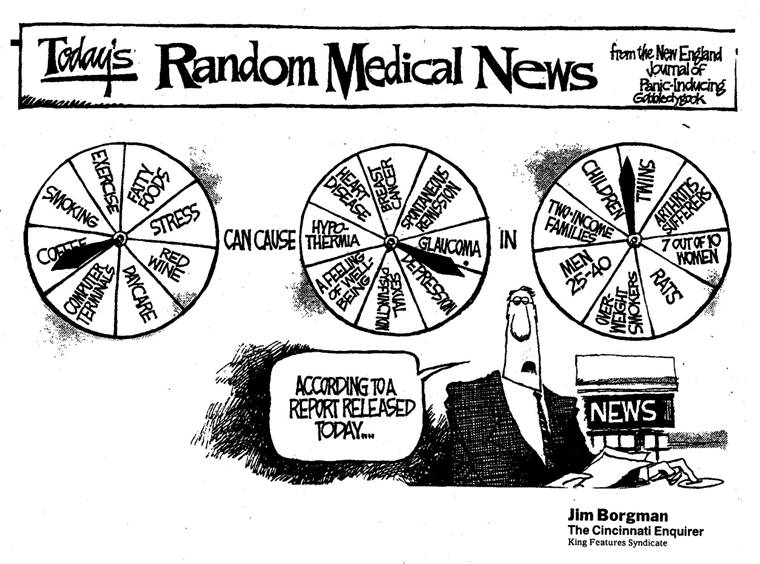 Today's Random Medical News
from the New England
Journal of
Panic-Inducing
Gobbledygook
EXERCISE
FATTY
FOODS
STRESS
RED
WINE
DAYCARE
COMPUTER
TERMINALS
COFFEE
SMOKING
CAN CAUSE
HEART
DISEASE
BREAST
CANCER
SPONTANEOUS
REMISSION
GLAUCOMA
DEPRESSION
SEXUAL
DYSFUNCTION
A FEELING
OF WELL-
BEING
HYPO-
THERMIA
IN
CHILDREN
TWINS
ARTHRITIS
SUFFERERS
7 OUT OF 10
WOMEN
RATS
OVER-
WEIGHT
SMOKERS
MEN
25-40
TWO-INCOME
FAMILIES
ACCORDING TO A
REPORT RELEASED
TODAY....
NEWS
Jim Borgman
The Cincinnati Enquirer
King Features Syndicate